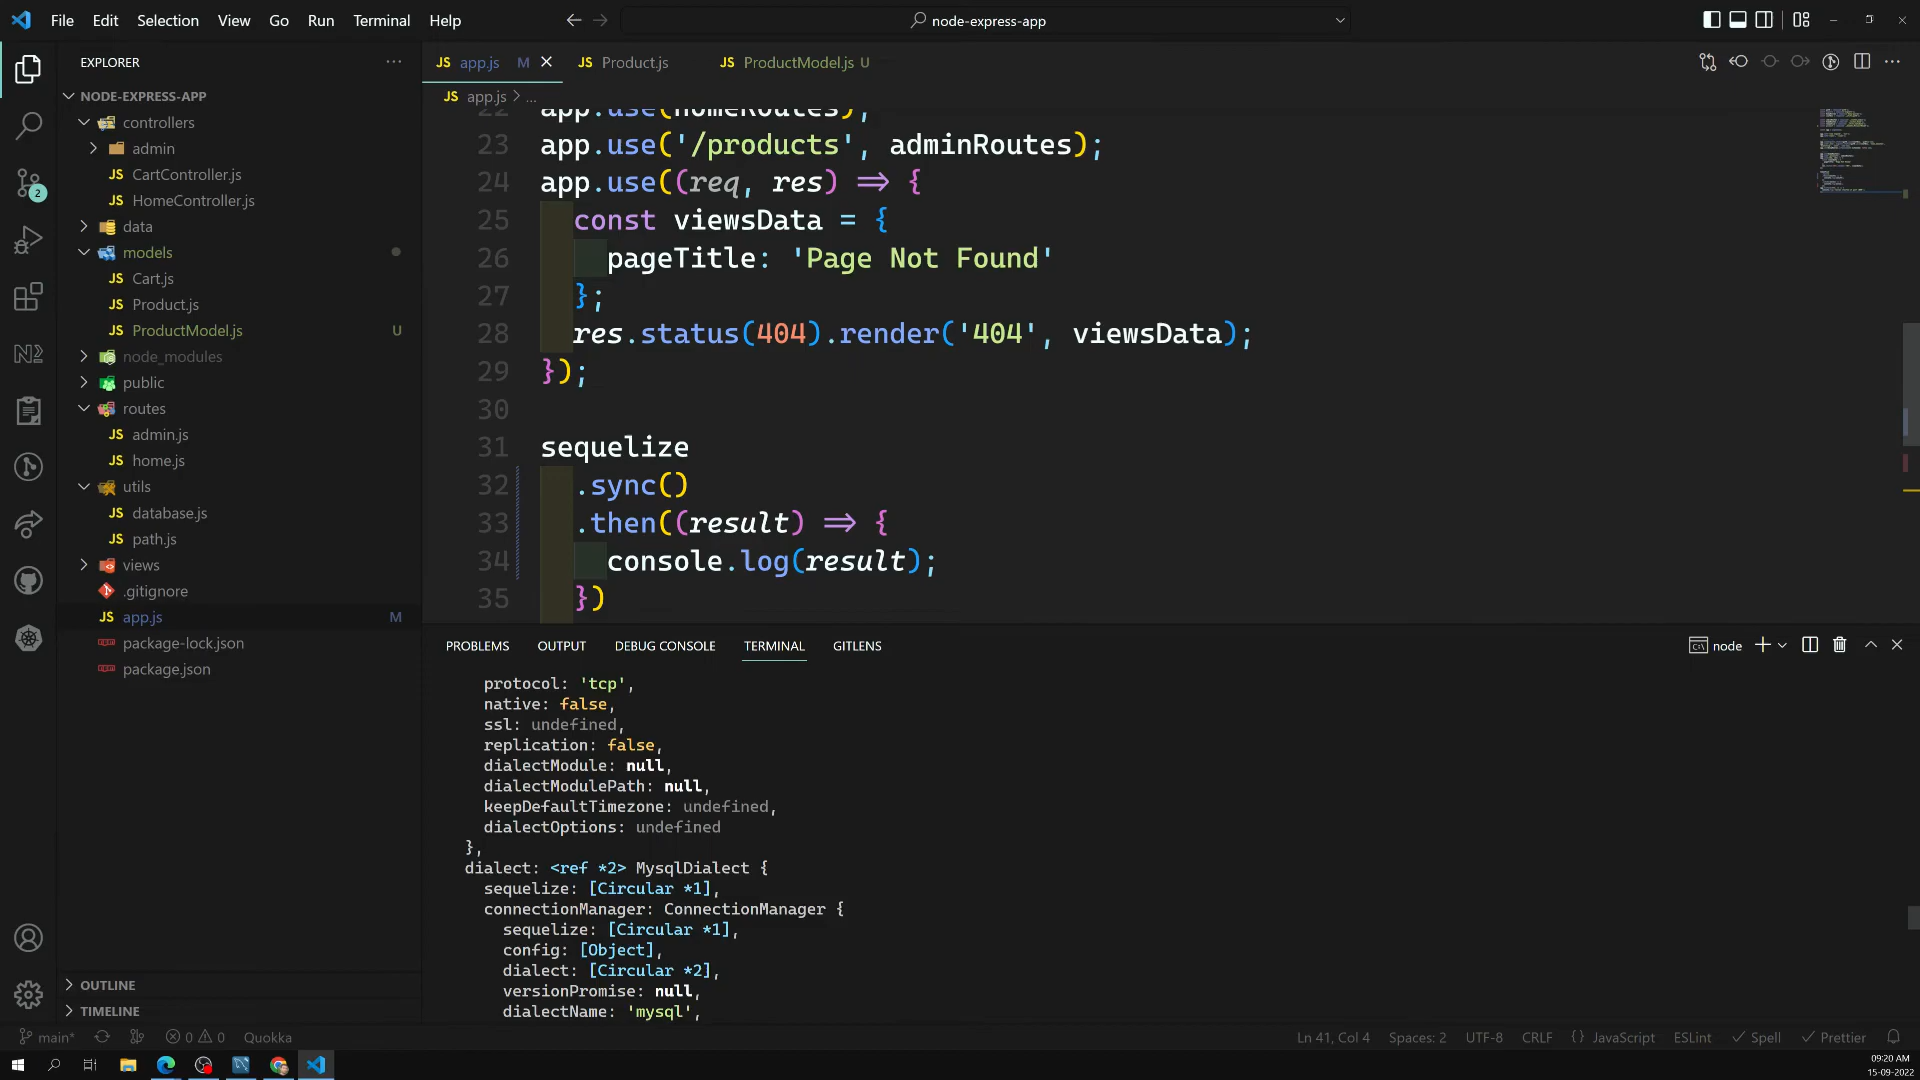 File Edit Selection View Go Run Terminal Help
node-express-app
EXPLORER
NODE-EXPRESS-APP
controllers
admin
JS CartController.js
JS HomeController.js
data
models
JS Cart.js
JS Product.js
JS ProductModel.js U
node_modules
public
routes
JS admin.js
JS home.js
utils
JS database.js
JS path.js
views
.gitignore
JS app.js M
package-lock.json
package.json
OUTLINE
TIMELINE
2
JS app.js M
JS Product.js
JS ProductModel.js U
JS app.js > ...
22 app.use(homeRoutes);
23 app.use('/products', adminRoutes);
24 app.use((req, res) => {
25 const viewsData = {
26 pageTitle: 'Page Not Found'
27 };
28 res.status(404).render('404', viewsData);
29 });
30
31 sequelize
32 .sync()
33 .then((result) => {
34 console.log(result);
35 })
PROBLEMS OUTPUT DEBUG CONSOLE TERMINAL GITLENS
node
protocol: 'tcp',
native: false,
ssl: undefined,
replication: false,
dialectModule: null,
dialectModulePath: null,
keepDefaultTimezone: undefined,
dialectOptions: undefined
},
dialect: <ref *2> MysqlDialect {
sequelize: [Circular *1],
connectionManager: ConnectionManager {
sequelize: [Circular *1],
config: [Object],
dialect: [Circular *2],
versionPromise: null,
dialectName: 'mysql',
main* 0 0 Quokka
Ln 41, Col 4 Spaces: 2 UTF-8 CRLF {} JavaScript ESLint Spell Prettier
09:20 AM
15-09-2022